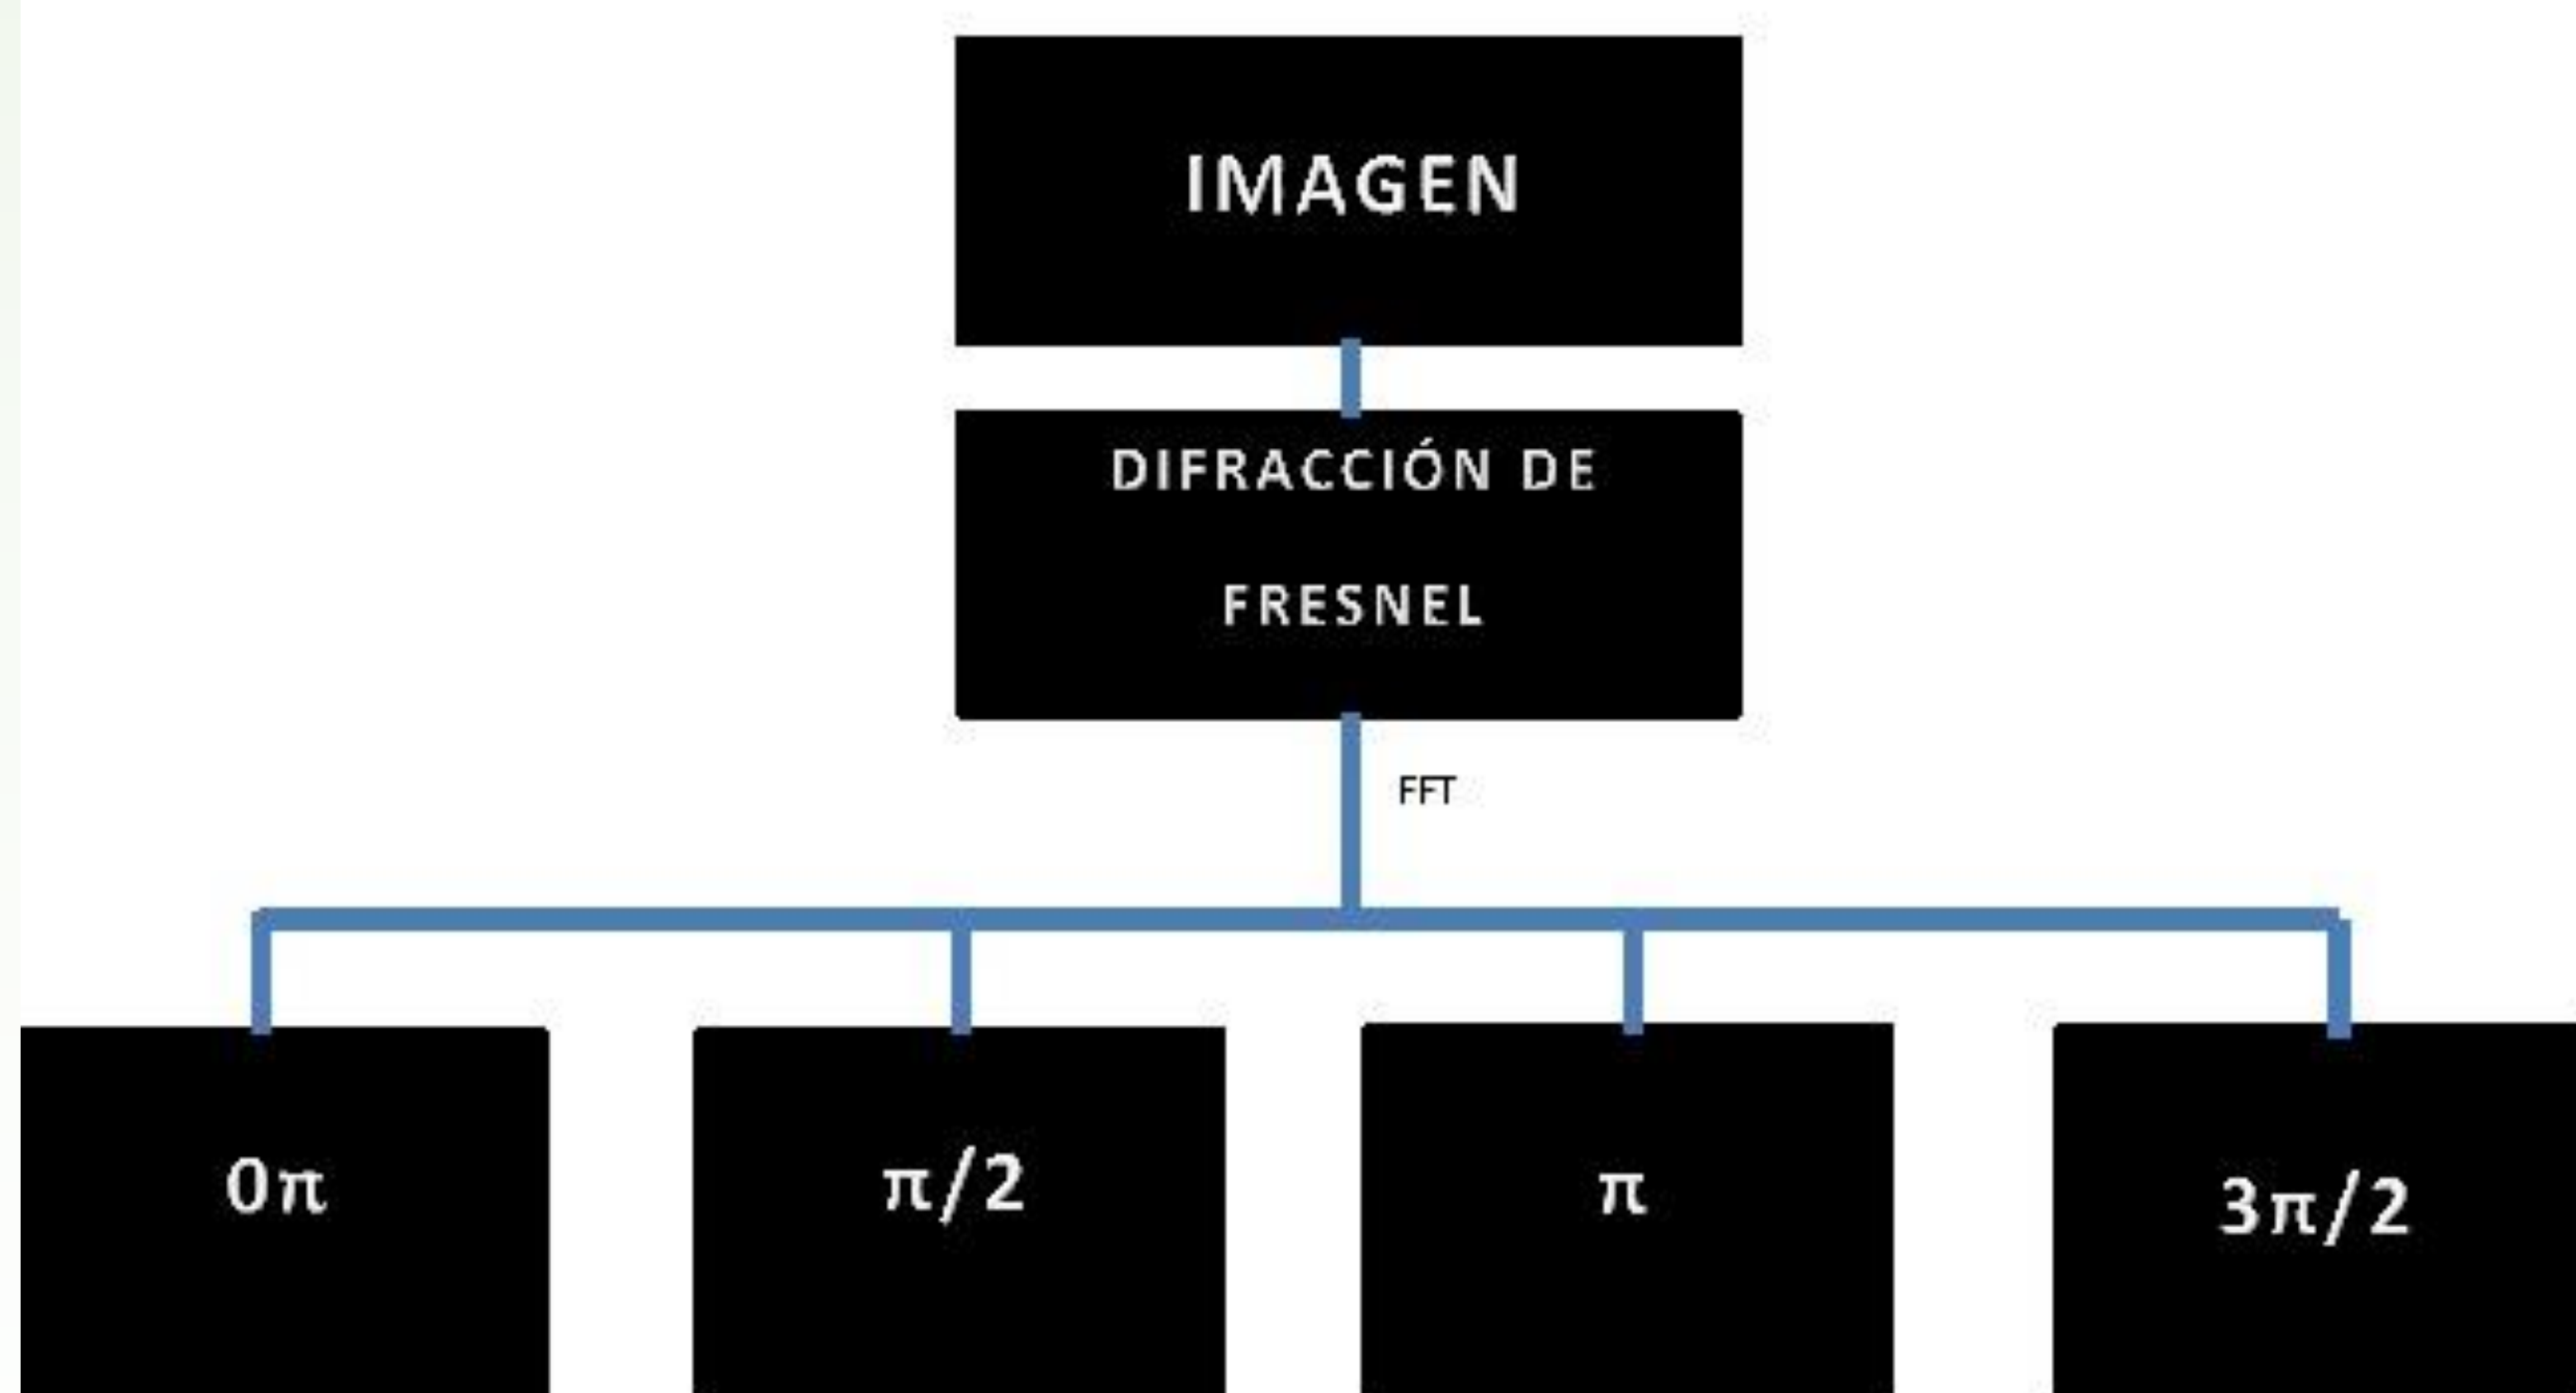 IMAGEN
DIFRACCIÓN DE
FRESNEL
FFT
0π
π/2
π
3π/2